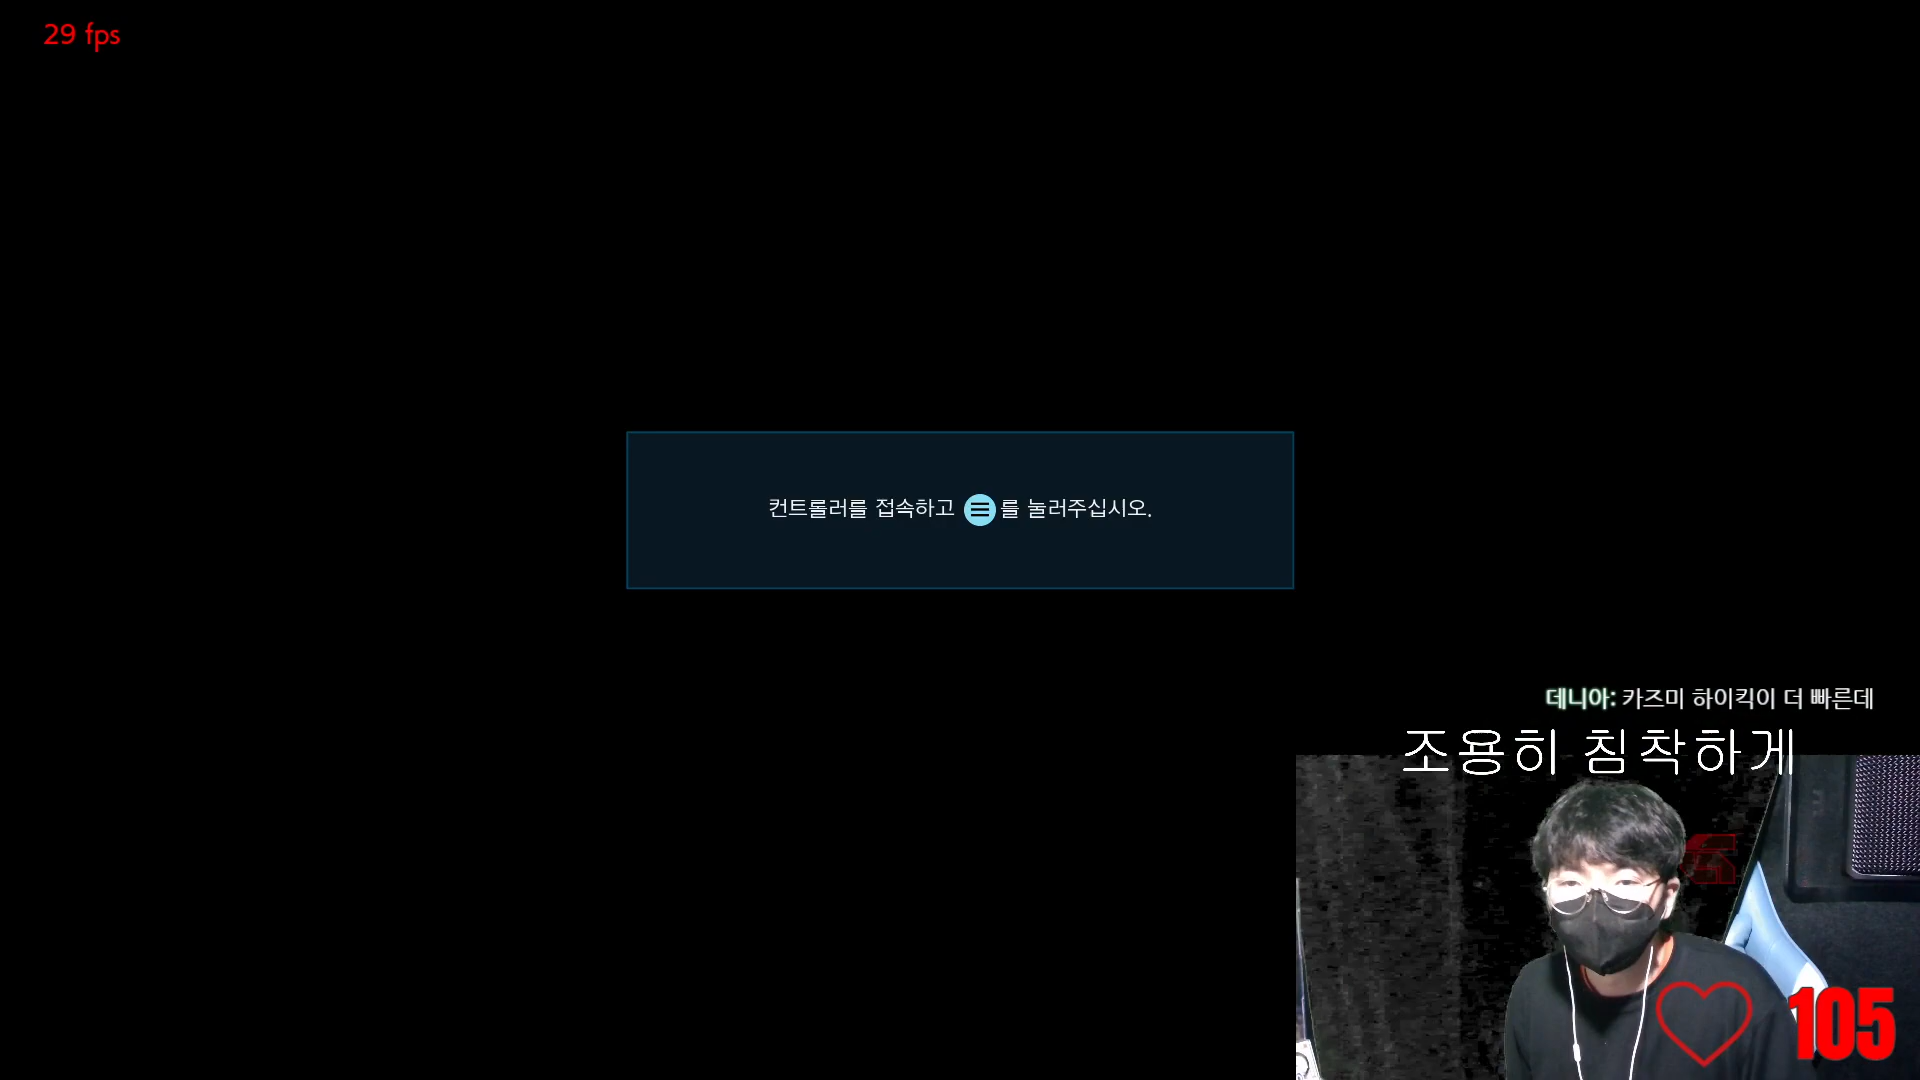 29 fps
컨트롤러를 접속하고 를 눌러주십시오.
데니아: 카즈미 하이킥이 더 빠른데
조용히 침착하게
105